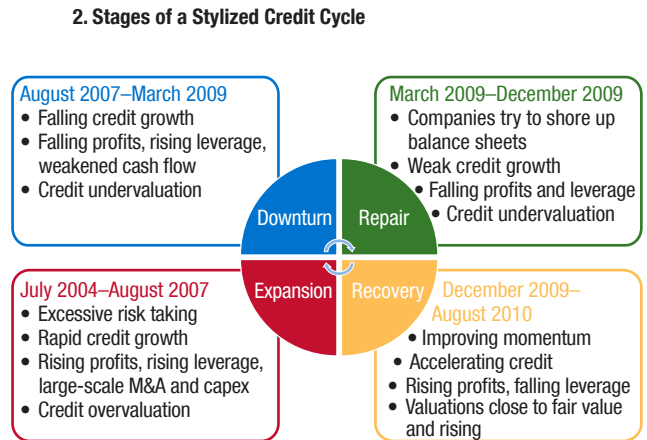 2. Stages of a Stylized Credit Cycle
August 2007–March 2009
• Falling credit growth
• Falling profits, rising leverage,
weakened cash flow
• Credit undervaluation
March 2009–December 2009
• Companies try to shore up
balance sheets
• Weak credit growth
• Falling profits and leverage
• Credit undervaluation
Downturn
Repair
Expansion
Recovery
July 2004–August 2007
• Excessive risk taking
• Rapid credit growth
• Rising profits, rising leverage,
large-scale M&A and capex
• Credit overvaluation
December 2009–
August 2010
• Improving momentum
• Accelerating credit
• Rising profits, falling leverage
• Valuations close to fair value
and rising